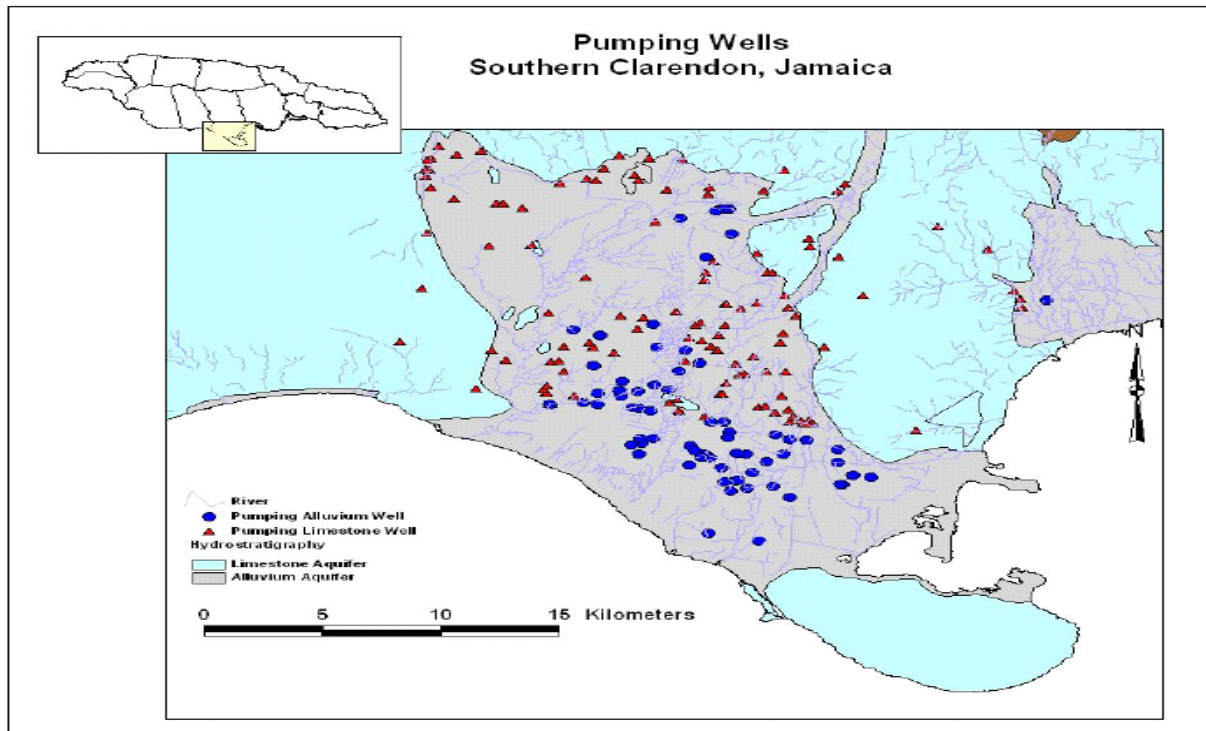 Pumping Wells
Southern Clarendon, Jamaica
N
River
Pumping Alluvium Well
Pumping Limestone Well
Hydrostratigraphy
Limestone Aquifer
Alluvium Aquifer
0 5 10 15 Kilometers